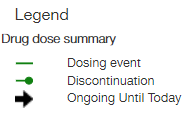 Legend
Drug dose summary
Dosing event
Discontinuation
Ongoing Until Today